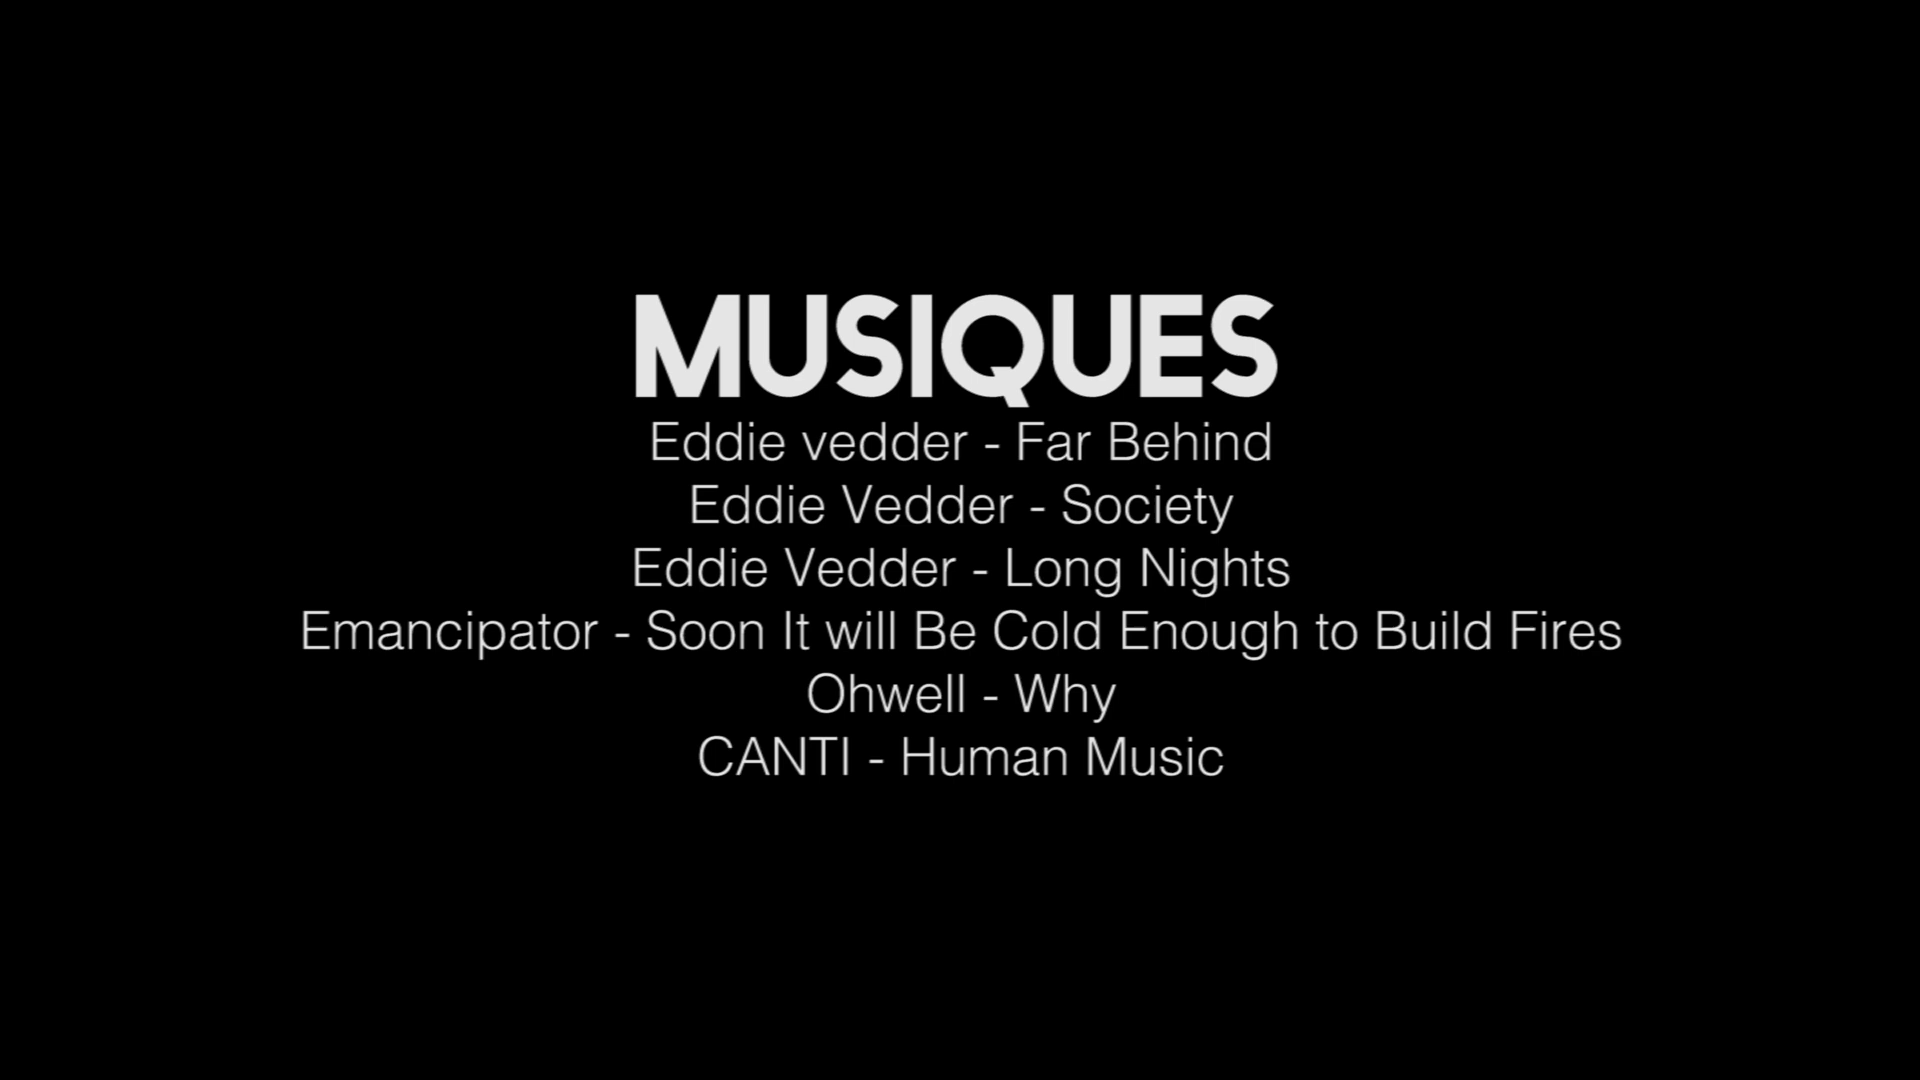 MUSIQUES
Eddie vedder - Far Behind
Eddie Vedder - Society
Eddie Vedder - Long Nights
Emancipator - Soon It will Be Cold Enough to Build Fires
Ohwell - Why
CANTI - Human Music